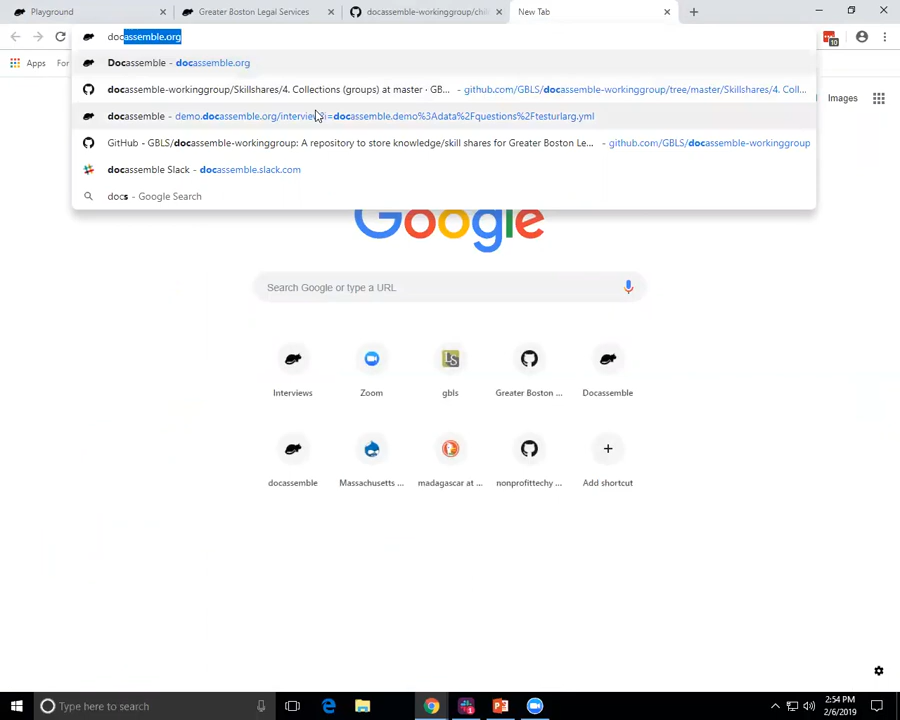 Playground
Greater Boston Legal Services
docassemble-workinggroup/chil
New Tab
docassemble.org
10
Apps
For
Docassemble - docassemble.org
Images
docassemble-workinggroup/Skillshares/4. Collections (groups) at master · GB... - github.com/GBLS/docassemble-workinggroup/tree/master/Skillshares/4. Coll...
docassemble - demo.docassemble.org/interview?i=docassemble.demo%3Adata%2Fquestions%2Ftesturlarg.yml
GitHub - GBLS/docassemble-workinggroup: A repository to store knowledge/skill shares for Greater Boston Le... - github.com/GBLS/docassemble-workinggroup
docassemble Slack - docassemble.slack.com
docs - Google Search
Google
Search Google or type a URL
LS
Interviews
Zoom
gbls
Greater Boston ...
Docassemble
docassemble
Massachusetts ...
madagascar at ...
nonprofittechy ...
Add shortcut
Type here to search
2:54 PM
2/6/2019